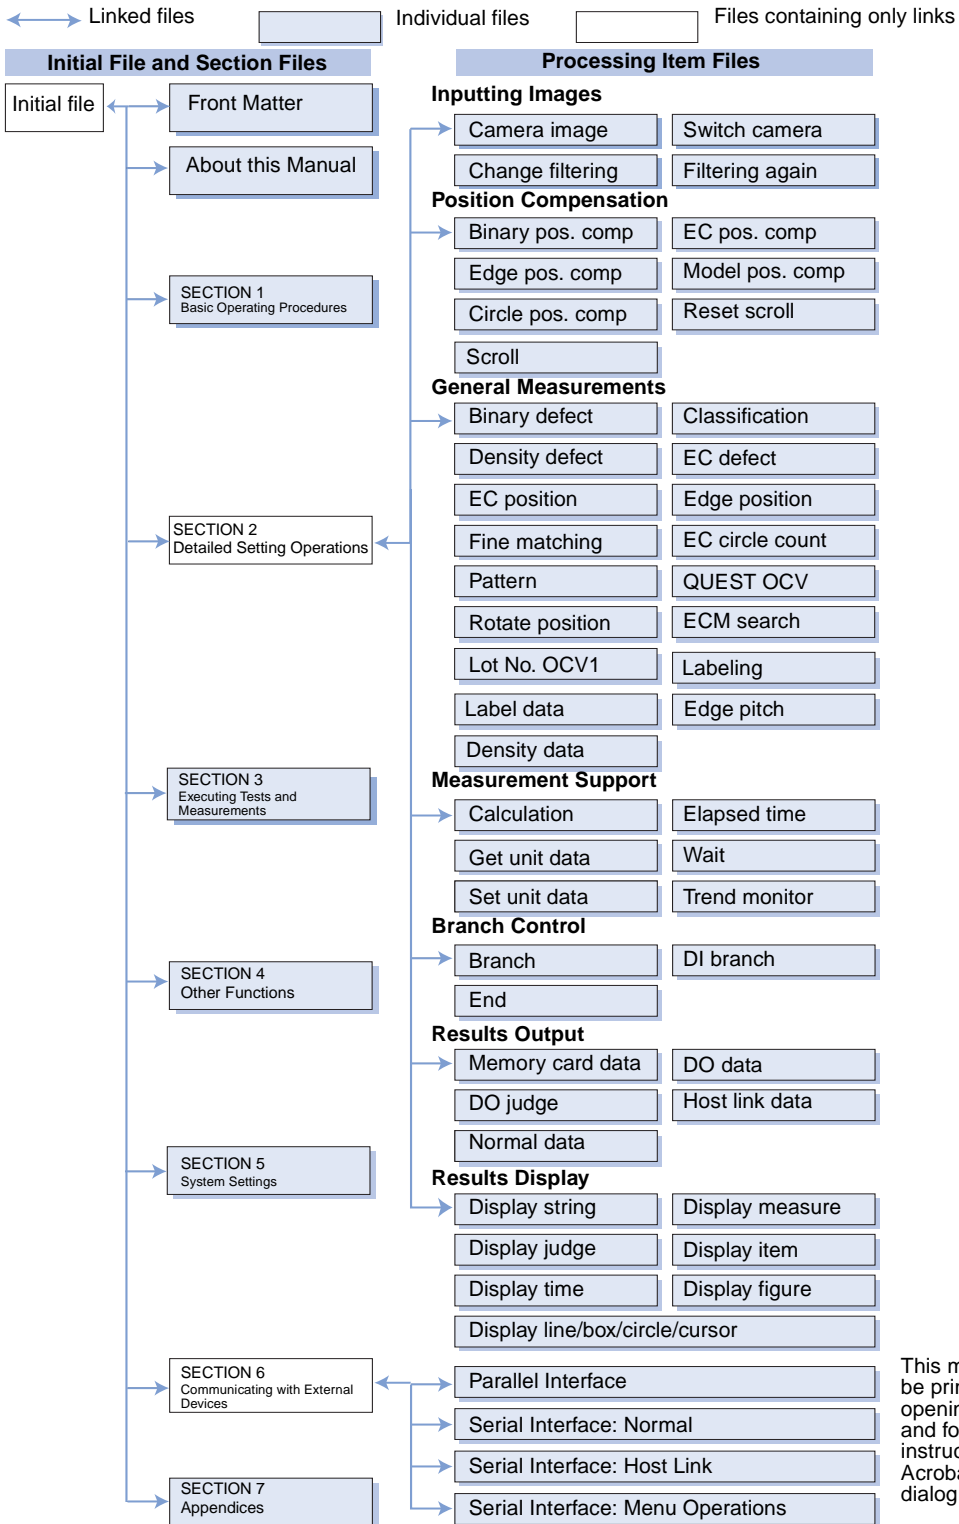 Linked files
Individual files
Files containing only links
Initial File and Section Files
Processing Item Files
Initial file
Front Matter
About this Manual
SECTION 1
Basic Operating Procedures
SECTION 2
Detailed Setting Operations
SECTION 3
Executing Tests and
Measurements
SECTION 4
Other Functions
SECTION 5
System Settings
SECTION 6
Communicating with External
Devices
SECTION 7
Appendices
Inputting Images
Camera image
Switch camera
Change filtering
Filtering again
Position Compensation
Binary pos. comp
EC pos. comp
Edge pos. comp
Model pos. comp
Circle pos. comp
Reset scroll
Scroll
General Measurements
Binary defect
Classification
Density defect
EC defect
EC position
Edge position
Fine matching
EC circle count
Pattern
QUEST OCV
Rotate position
ECM search
Lot No. OCV1
Labeling
Label data
Edge pitch
Density data
Measurement Support
Calculation
Elapsed time
Get unit data
Wait
Set unit data
Trend monitor
Branch Control
Branch
DI branch
End
Results Output
Memory card data
DO data
DO judge
Host link data
Normal data
Results Display
Display string
Display measure
Display judge
Display item
Display time
Display figure
Display line/box/circle/cursor
Parallel Interface
Serial Interface: Normal
Serial Interface: Host Link
Serial Interface: Menu Operations
This m
be prin
openin
and fo
instruc
Acroba
dialog